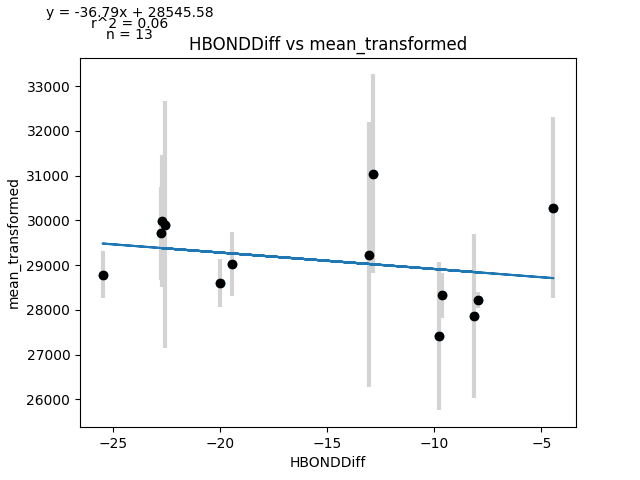 y = -36.79x + 28545.58
r^2 = 0.06
n = 13
HBONDDiff vs mean_transformed
33000
32000
31000
30000
29000
28000
27000
26000
mean_transformed
−25
−20
−15
−10
−5
HBONDDiff